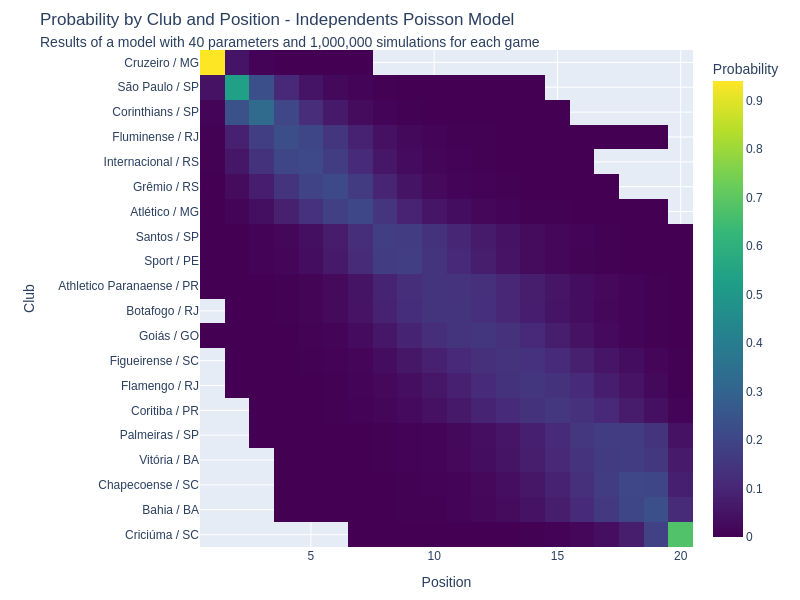 Probability by Club and Position - Independents Poisson Model
Results of a model with 40 parameters and 1,000,000 simulations for each game
Probability
Cruzeiro / MG
São Paulo / SP
Corinthians / SP
Fluminense / RJ
Internacional / RS
Grêmio / RS
Atlético / MG
Santos / SP
Sport / PE
Athletico Paranaense / PR
Botafogo / RJ
Goiás / GO
Figueirense / SC
Flamengo / RJ
Coritiba / PR
Palmeiras / SP
Vitória / BA
Chapecoense / SC
Bahia / BA
Criciúma / SC
Club
5 10 15 20
Position
0.9
0.8
0.7
0.6
0.5
0.4
0.3
0.2
0.1
0